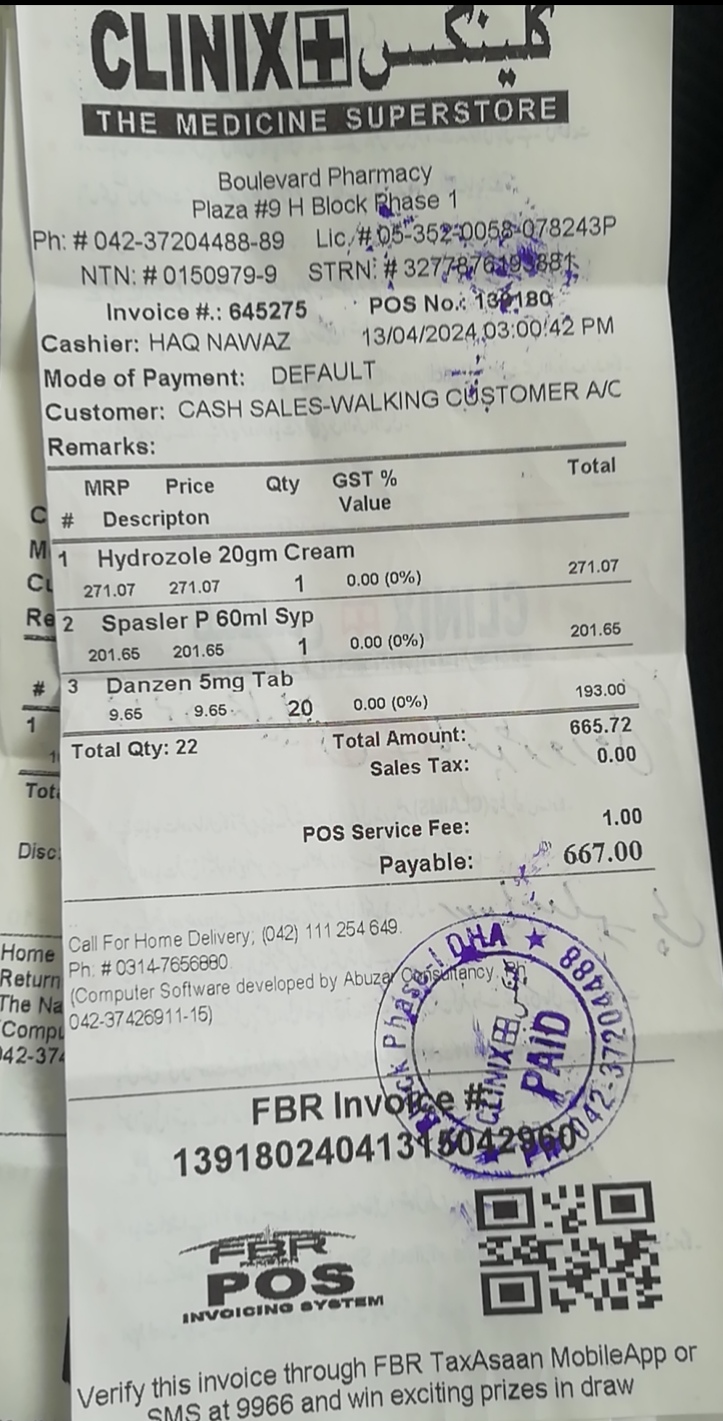 CLINIX کلینکس
THE MEDICINE SUPERSTORE
Boulevard Pharmacy
Plaza #9 H Block Phase 1
Ph: # 042-37204488-89 Lic, # 05-352-0058-078243P
NTN: # 0150979-9 STRN: #
Invoice #.: 645275 POS No.:
Cashier: HAQ NAWAZ 13/04/2024,03:00:42 PM
Mode of Payment: DEFAULT
Customer: CASH SALES-WALKING CUSTOMER A/C
Remarks:
MRP Price Qty GST % Total
Value
# Descripton
1 Hydrozole 20gm Cream
271.07 271.07 1 0.00 (0%) 271.07
2 Spasler P 60ml Syp
201.65 201.65 1 0.00 (0%) 201.65
3 Danzen 5mg Tab
9.65 9.65 20 0.00 (0%) 193.00
Total Qty: 22 Total Amount: 665.72
Sales Tax: 0.00
POS Service Fee: 1.00
Payable: 667.00
Call For Home Delivery; (042) 111 254 649.
Ph. # 0314-7656880
(Computer Software developed by Abuzar Consultancy, Ph
042-37426911-15)
Phase-I DHA ★
CLINIX
PAID
042-37204488
FBR Invoice #
FBR
POS
INVOICING SYSTEM
Verify this invoice through FBR TaxAsaan MobileApp or
SMS at 9966 and win exciting prizes in draw
#
1
Home
Return